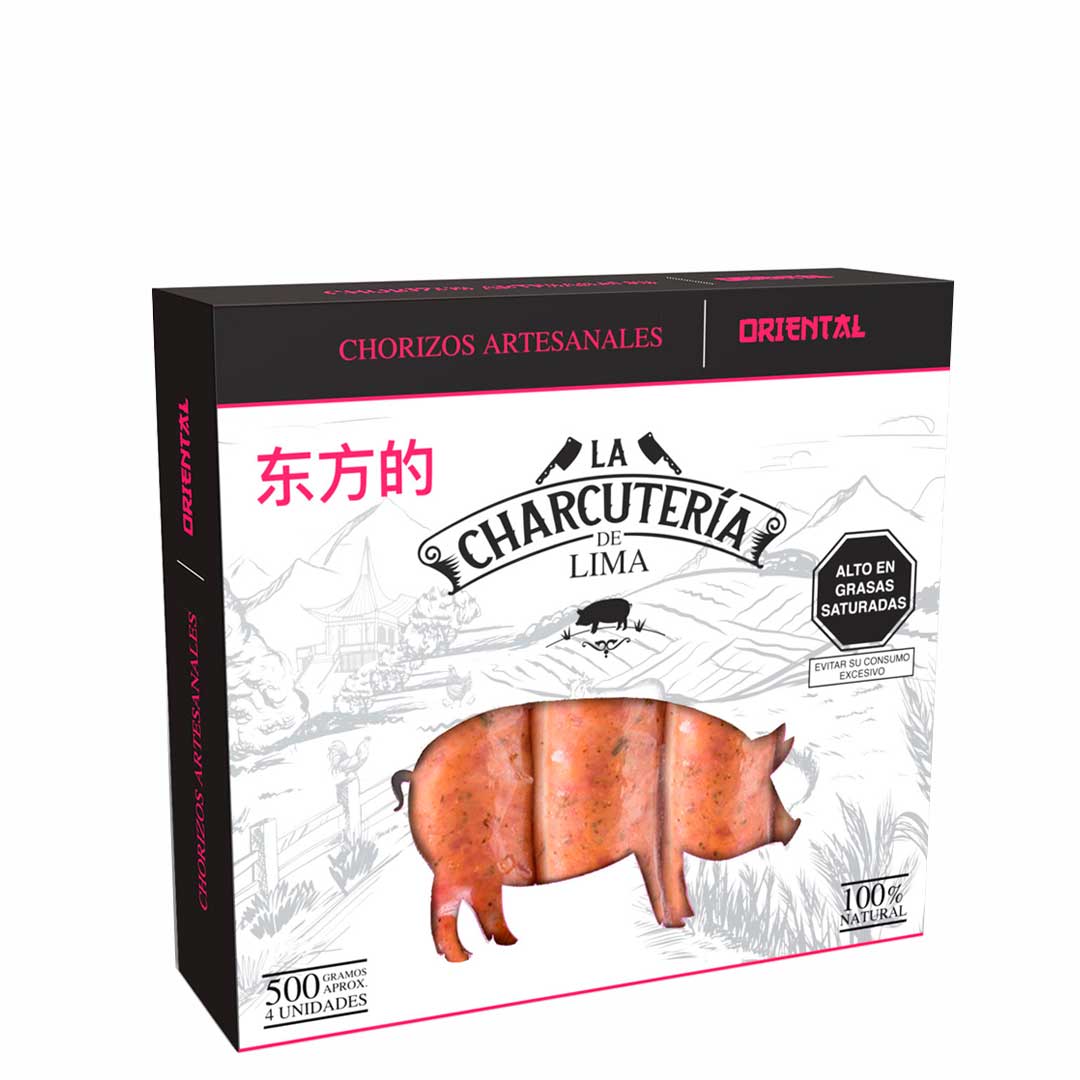 CHORIZOS ARTESANALES
ORIENTAL
东方的
LA
CHARCUTERÍA
DE
LIMA
ALTO EN
GRASAS
SATURADAS
EVITAR SU CONSUMO
EXCESIVO
100%
NATURAL
500 GRAMOS
APROX.
4 UNIDADES
ORIENTAL
CHORIZOS ARTESANALES